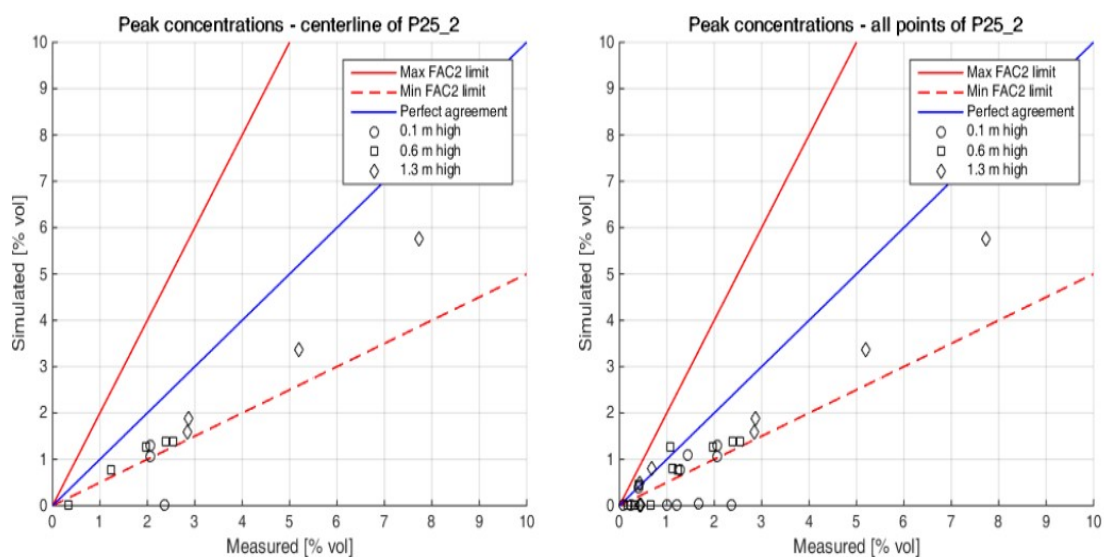 Peak concentrations - centerline of P25_2
10
9
8
7
6
5
4
3
2
1
0
Simulated [% vol]
Max FAC2 limit
Min FAC2 limit
Perfect agreement
0.1 m high
0.6 m high
1.3 m high
0 1 2 3 4 5 6 7 8 9 10
Measured [% vol]
Peak concentrations - all points of P25_2
10
9
8
7
6
5
4
3
2
1
0
Simulated [% vol]
Max FAC2 limit
Min FAC2 limit
Perfect agreement
0.1 m high
0.6 m high
1.3 m high
0 1 2 3 4 5 6 7 8 9 10
Measured [% vol]